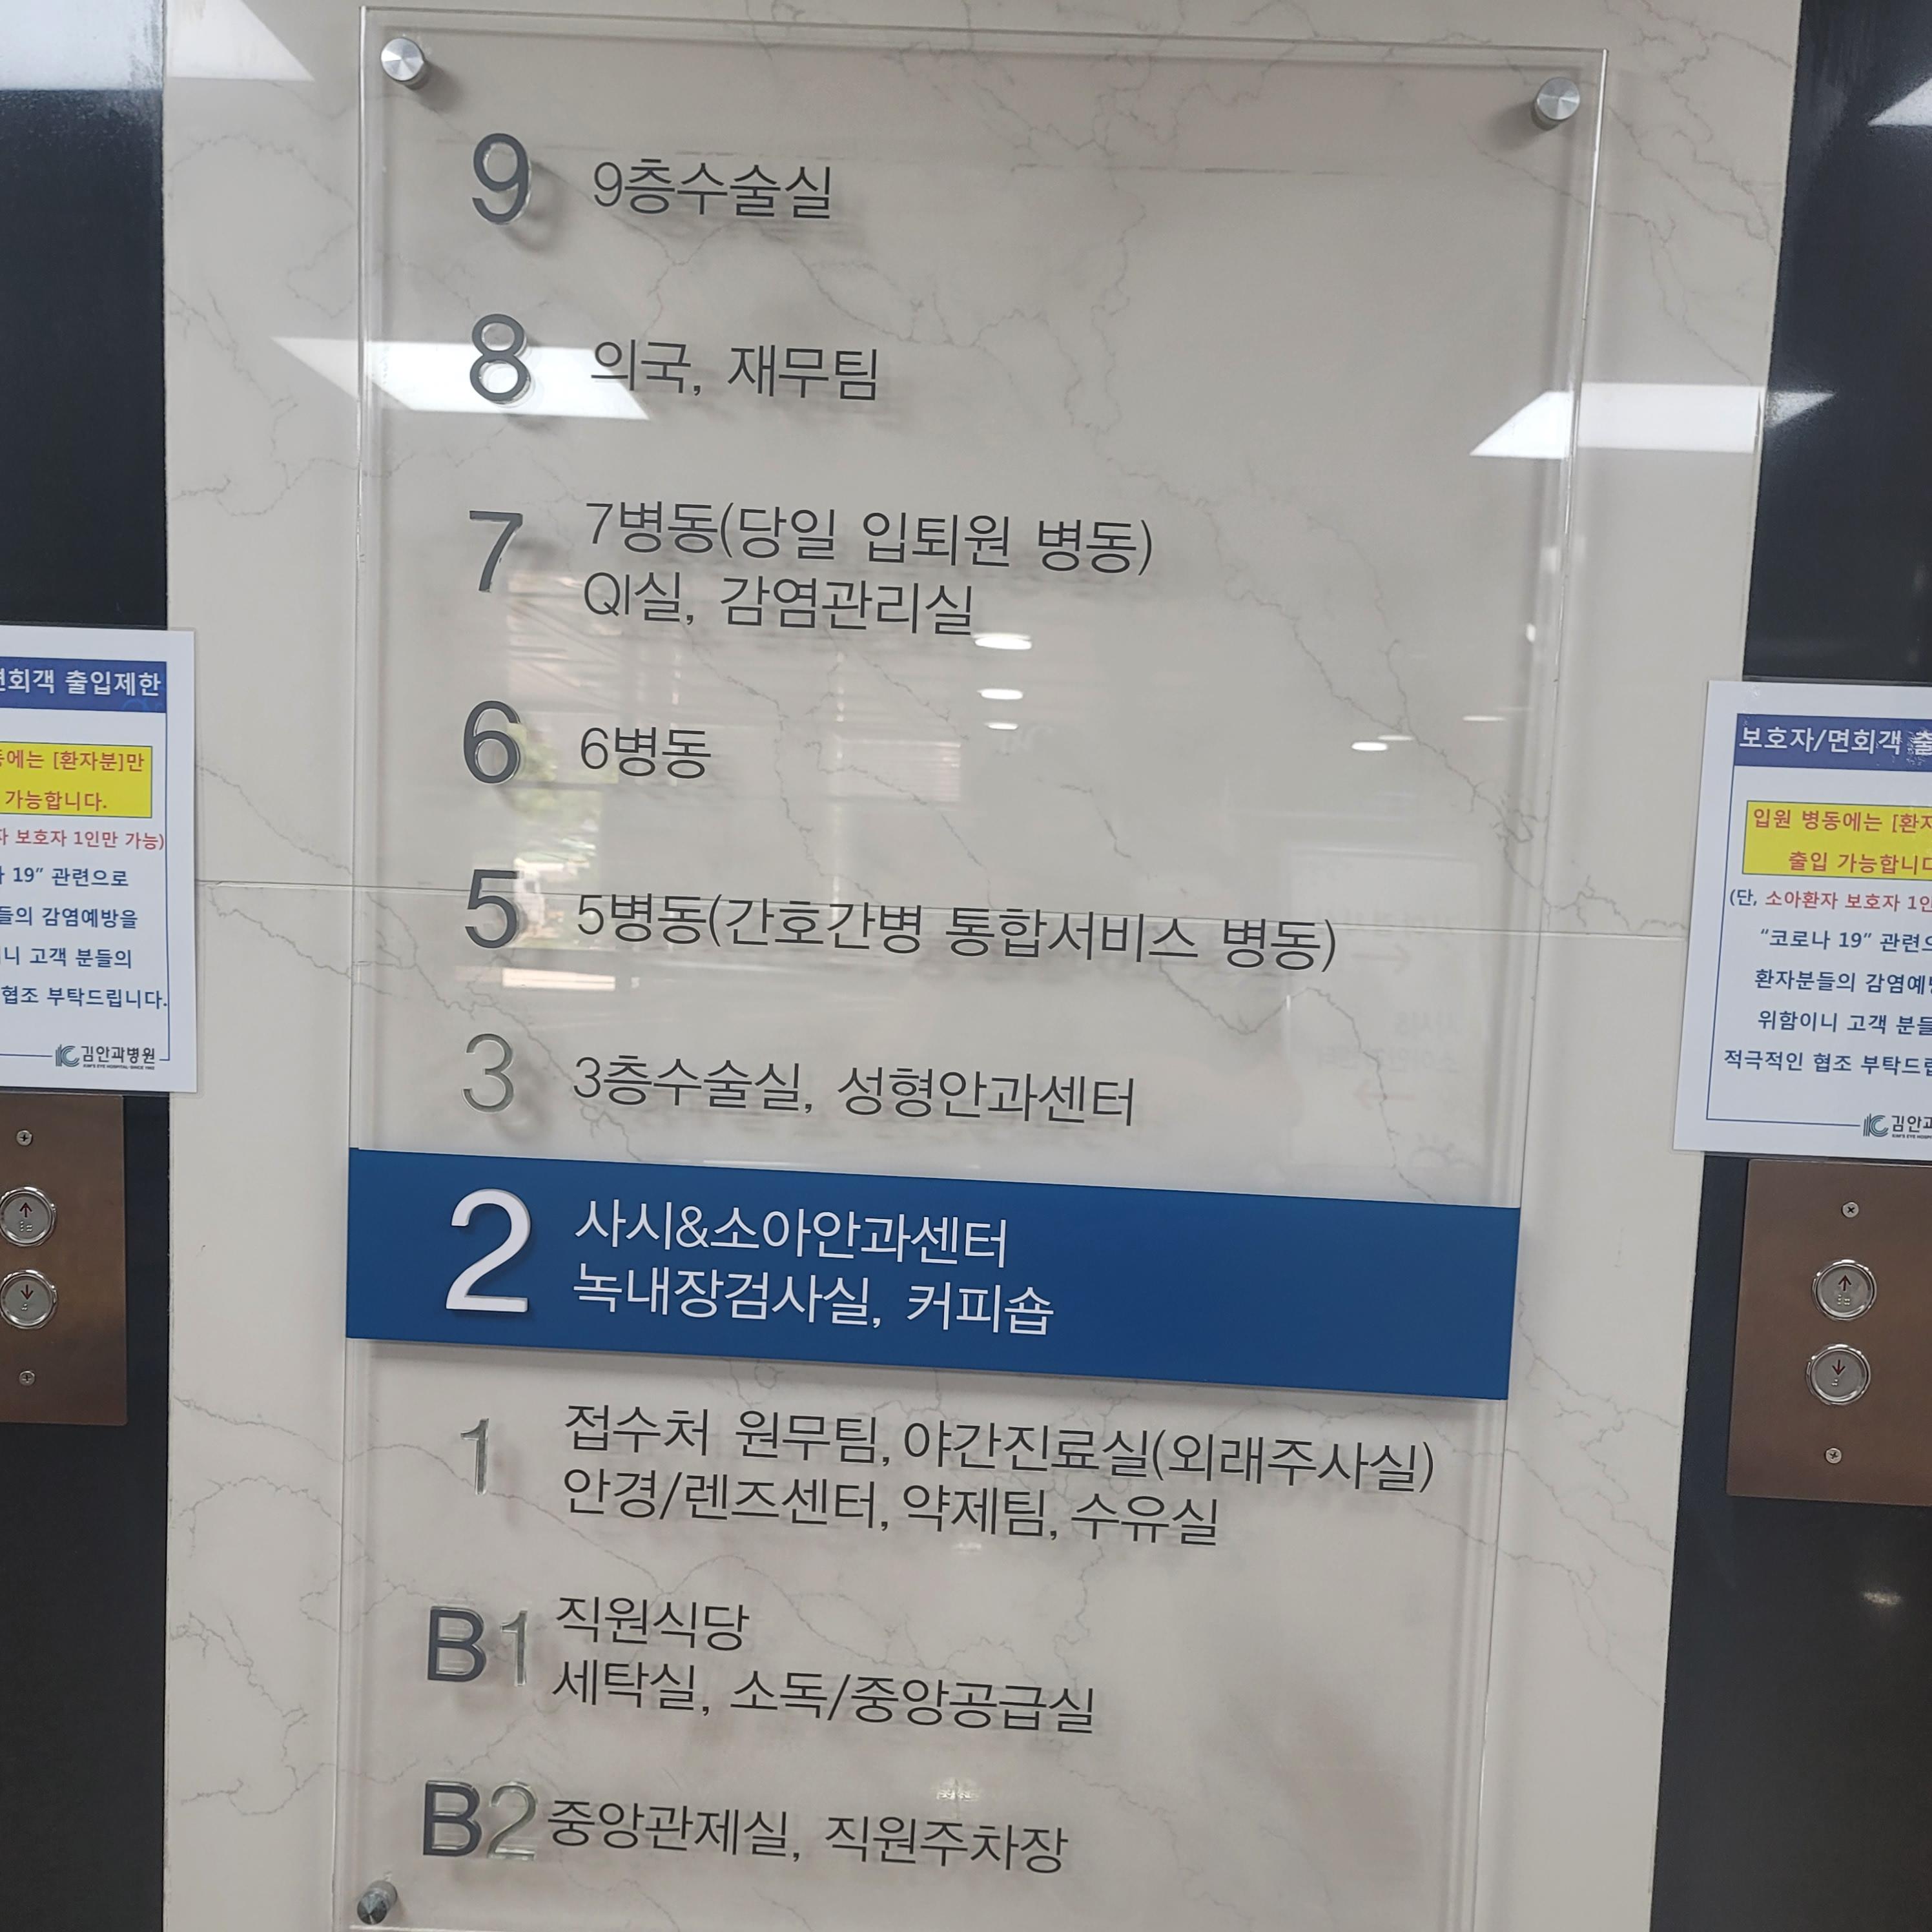 9 9층수술실
8 의국, 재무팀
7 7병동(당일 입퇴원 병동)
QI실, 감염관리실
6 6병동
5 5병동(간호간병 통합서비스 병동)
3 3층수술실, 성형안과센터
2 사시&소아안과센터
녹내장검사실, 커피숍
1 접수처 원무팀, 야간진료실(외래주사실)
안경/렌즈센터, 약제팀, 수유실
B1 직원식당
세탁실, 소독/중앙공급실
B2 중앙관제실, 직원주차장
면회객 출입제한
에는 [환자분]만
가능합니다.
보호자 1인만 가능)
19" 관련으로
들의 감염예방을
니 고객 분들의
협조 부탁드립니다.
김안과병원
보호자/면회객
입원 병동에는 [환자
출입 가능합니다
(단, 소아환자 보호자 1인
"코로나 19" 관련으
환자분들의 감염예
위함이니 고객 분들
적극적인 협조 부탁드립
김안과